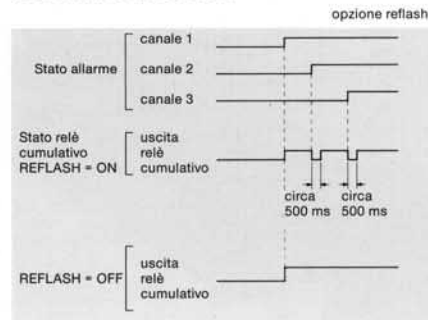 opzione reflash
Stato allarme
canale 1
canale 2
canale 3
Stato relè
cumulativo
REFLASH = ON
uscita
relè
cumulativo
circa
500 ms
circa
500 ms
REFLASH = OFF
uscita
relè
cumulativo